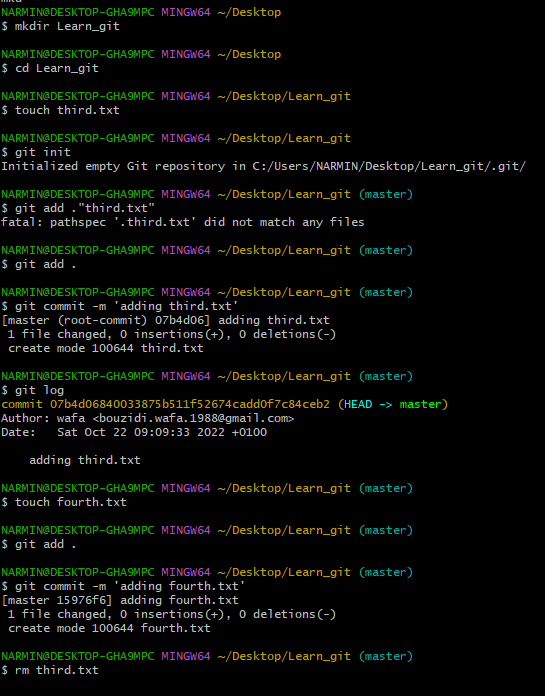 NARMIN@DESKTOP-GHA9MPC MINGW64 ~/Desktop
$ mkdir Learn_git
NARMIN@DESKTOP-GHA9MPC MINGW64 ~/Desktop
$ cd Learn_git
NARMIN@DESKTOP-GHA9MPC MINGW64 ~/Desktop/Learn_git
$ touch third.txt
NARMIN@DESKTOP-GHA9MPC MINGW64 ~/Desktop/Learn_git
$ git init
Initialized empty Git repository in C:/Users/NARMIN/Desktop/Learn_git/.git/
NARMIN@DESKTOP-GHA9MPC MINGW64 ~/Desktop/Learn_git (master)
$ git add ."third.txt"
fatal: pathspec '.third.txt' did not match any files
NARMIN@DESKTOP-GHA9MPC MINGW64 ~/Desktop/Learn_git (master)
$ git add .
NARMIN@DESKTOP-GHA9MPC MINGW64 ~/Desktop/Learn_git (master)
$ git commit -m 'adding third.txt'
[master (root-commit) 07b4d06] adding third.txt
 1 file changed, 0 insertions(+), 0 deletions(-)
 create mode 100644 third.txt
NARMIN@DESKTOP-GHA9MPC MINGW64 ~/Desktop/Learn_git (master)
$ git log
commit 07b4d06840033875b511f52674cadd0f7c84ceb2 (HEAD -> master)
Author: wafa <bouzidi.wafa.1988@gmail.com>
Date:   Sat Oct 22 09:09:33 2022 +0100
    adding third.txt
NARMIN@DESKTOP-GHA9MPC MINGW64 ~/Desktop/Learn_git (master)
$ touch fourth.txt
NARMIN@DESKTOP-GHA9MPC MINGW64 ~/Desktop/Learn_git (master)
$ git add .
NARMIN@DESKTOP-GHA9MPC MINGW64 ~/Desktop/Learn_git (master)
$ git commit -m 'adding fourth.txt'
[master 15976f6] adding fourth.txt
 1 file changed, 0 insertions(+), 0 deletions(-)
 create mode 100644 fourth.txt
NARMIN@DESKTOP-GHA9MPC MINGW64 ~/Desktop/Learn_git (master)
$ rm third.txt